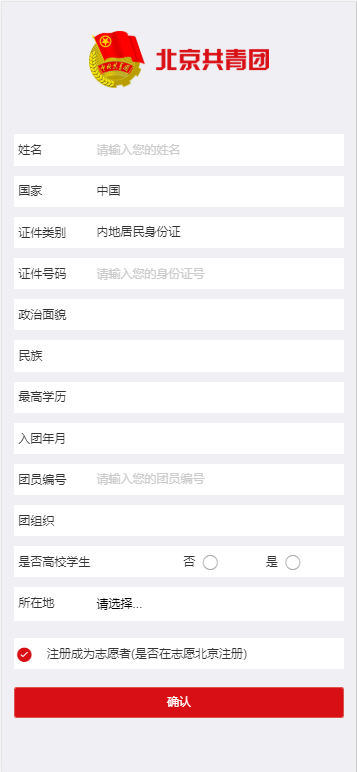 北京共青团
姓名 请输入您的姓名
国家 中国
证件类别 内地居民身份证
证件号码 请输入您的身份证号
政治面貌
民族
最高学历
入团年月
团员编号 请输入您的团员编号
团组织
是否高校学生 否 是
所在地 请选择...
注册成为志愿者(是否在志愿北京注册)
确认